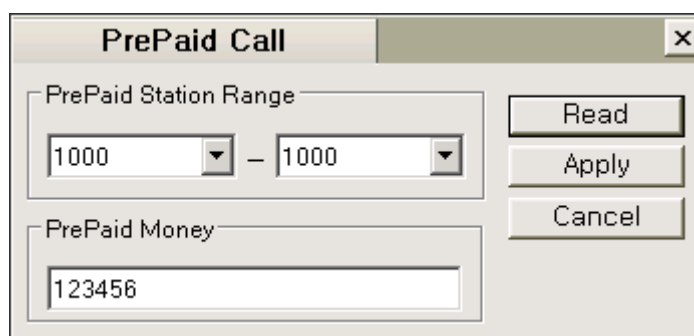 PrePaid Call
PrePaid Station Range
1000 – 1000
Read
Apply
Cancel
PrePaid Money
123456